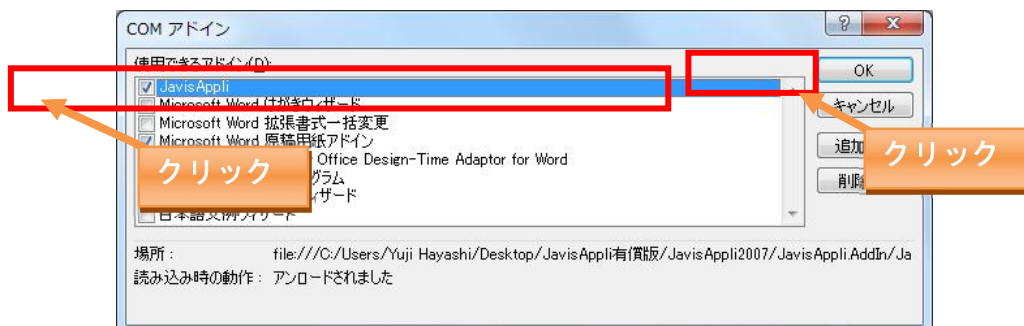 COM アドイン
使用できるアドイン(D):
JavisAppli
Microsoft Word はがきウィザード
Microsoft Word 拡張書式一括変更
Microsoft Word 原稿用紙アドイン
Office Design-Time Adaptor for Word
グラム
ィザード
日本語文例ウィザード
OK
キャンセル
追加
削除
クリック
クリック
場所：
file:///C:/Users/Yuji Hayashi/Desktop/JavisAppli有償版/JavisAppli2007/JavisAppli.AddIn/Ja
読み込み時の動作： アンロードされました